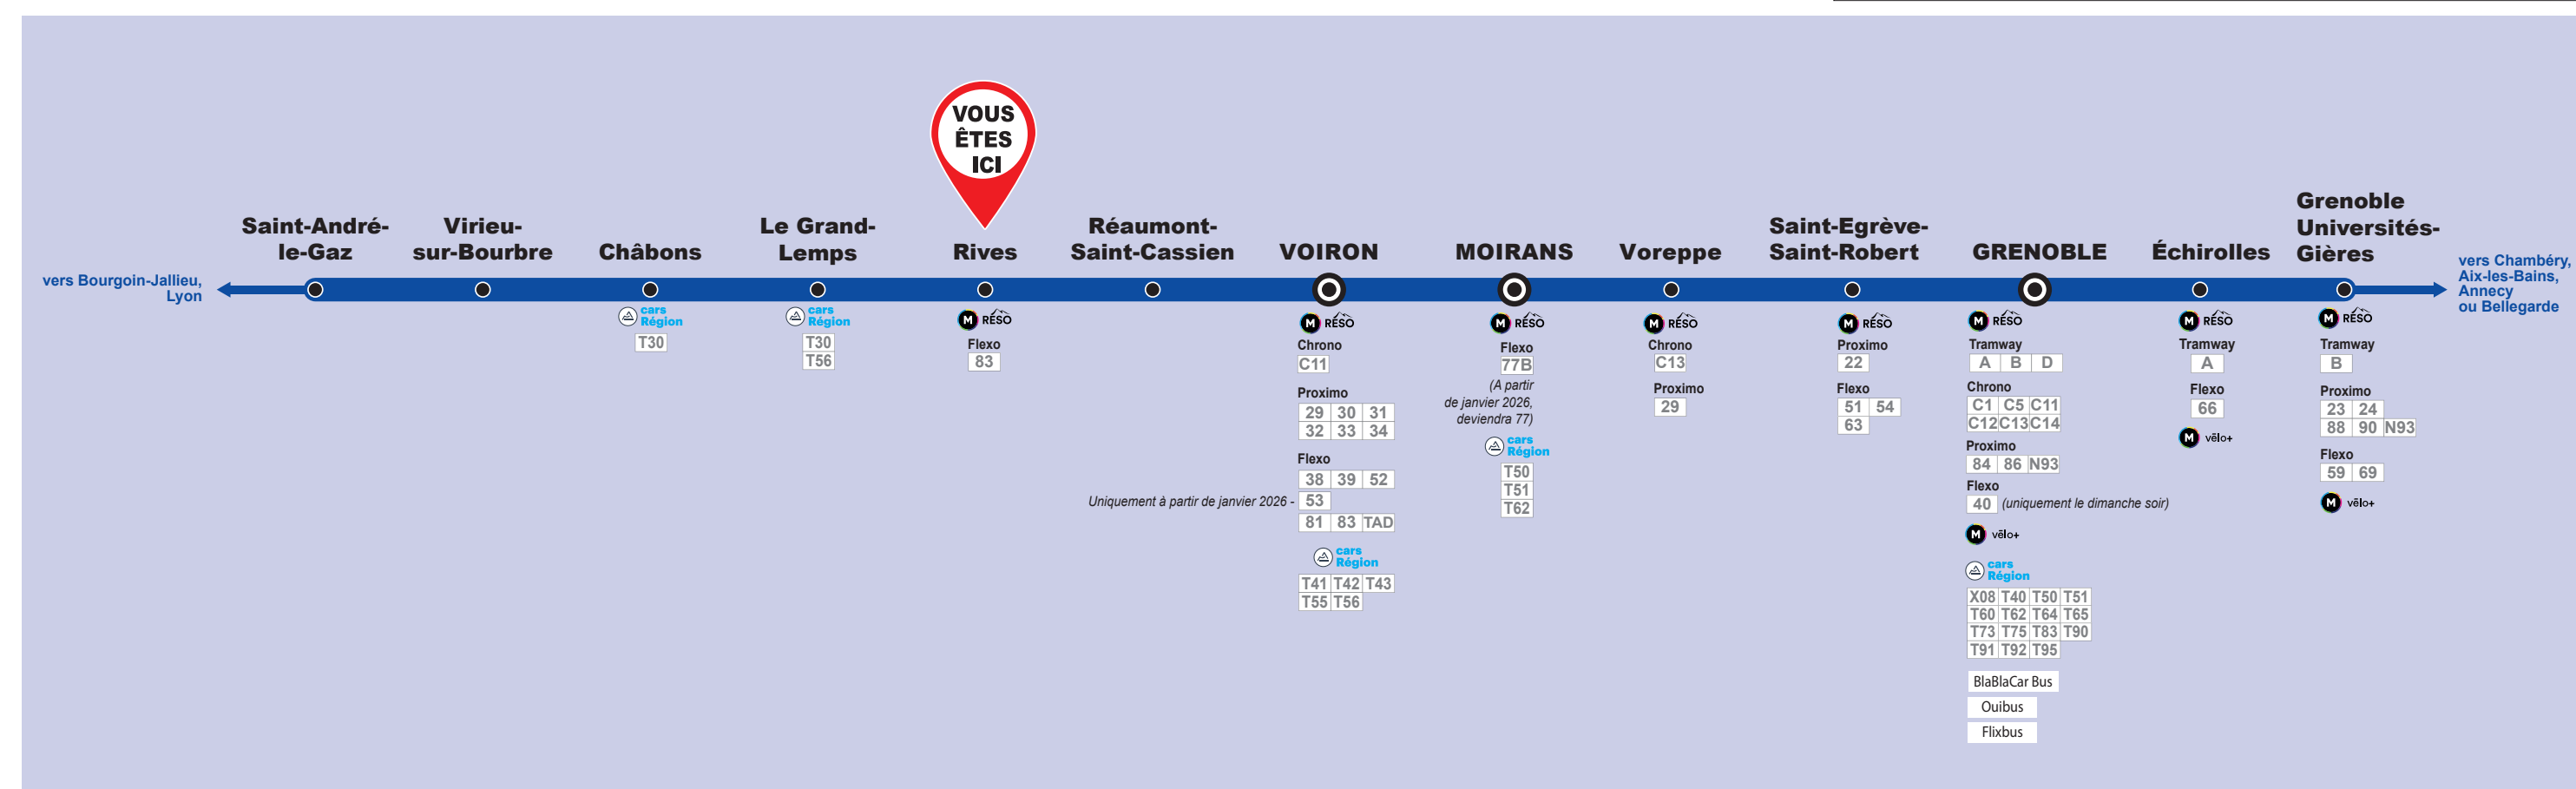 VOUS
ÊTES
ICI
Saint-André-
le-Gaz
Virieu-
sur-Bourbre
Châbons
Le Grand-
Lemps
Rives
Réaumont-
Saint-Cassien
VOIRON
MOIRANS
Voreppe
Saint-Egrève-
Saint-Robert
GRENOBLE
Échirolles
Grenoble
Universités-
Gières
vers Bourgoin-Jallieu,
Lyon
vers Chambéry,
Aix-les-Bains,
Annecy
ou Bellegarde
cars
Région
T30
cars
Région
T30
T56
M RÉSO
Flexo
83
M RÉSO
Chrono
C11
Proximo
29 30 31
32 33 34
Flexo
38 39 52
Uniquement à partir de janvier 2026 - 53
81 83 TAD
cars
Région
T41 T42 T43
T55 T56
M RÉSO
Flexo
77B
(A partir
de janvier 2026,
deviendra 77)
cars
Région
T50
T51
T62
M RÉSO
Chrono
C13
Proximo
29
M RÉSO
Proximo
22
Flexo
51 54
63
M RÉSO
Tramway
A B D
Chrono
C1 C5 C11
C12 C13 C14
Proximo
84 86 N93
Flexo
40 (uniquement le dimanche soir)
M vélo+
cars
Région
X08 T40 T50 T51
T60 T62 T64 T65
T73 T75 T83 T90
T91 T92 T95
BlaBlaCar Bus
Ouibus
Flixbus
M RÉSO
Tramway
A
Flexo
66
M vélo+
M RÉSO
Tramway
B
Proximo
23 24
88 90 N93
Flexo
59 69
M vélo+